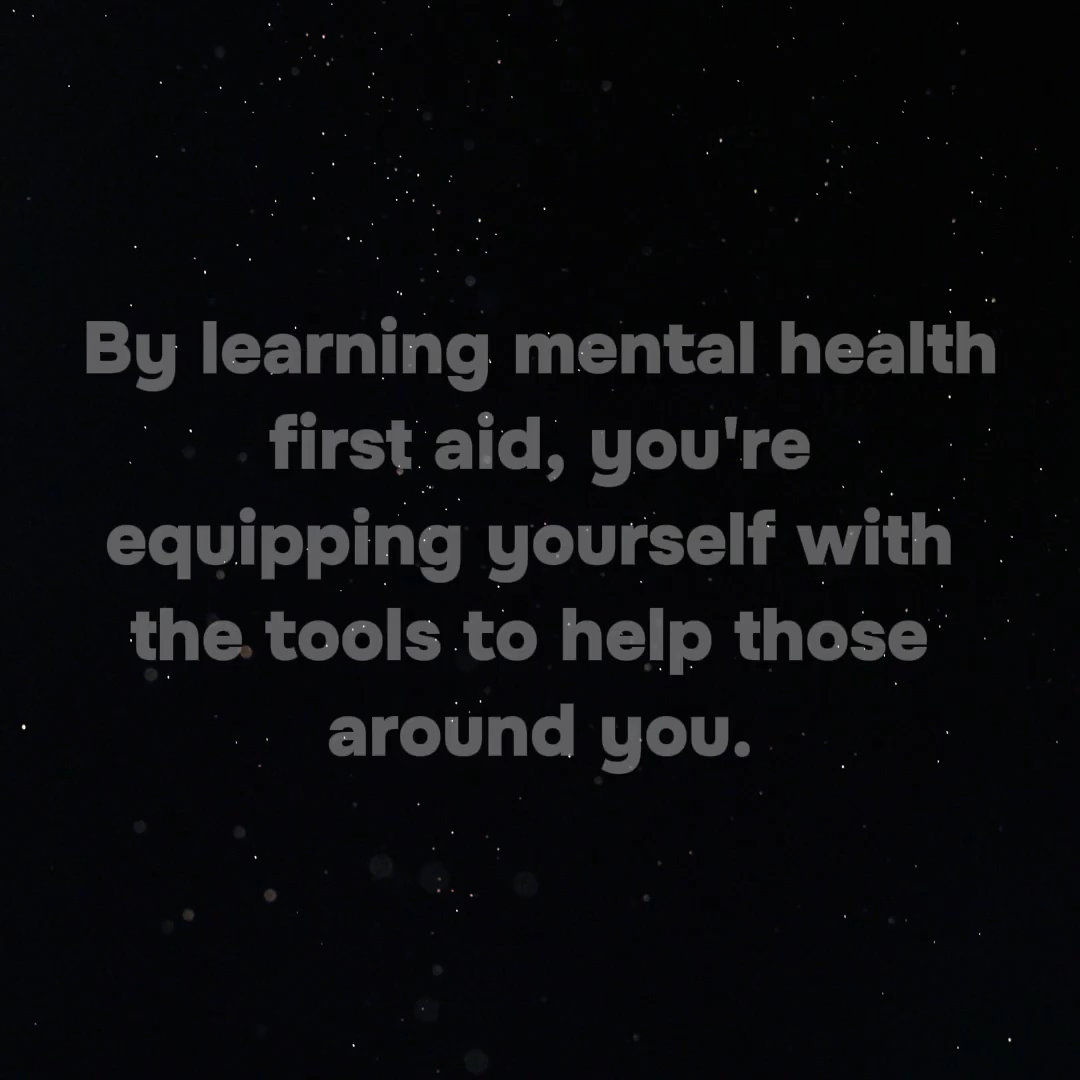 By learning mental health
first aid, you're
equipping yourself with
the tools to help those
around you.